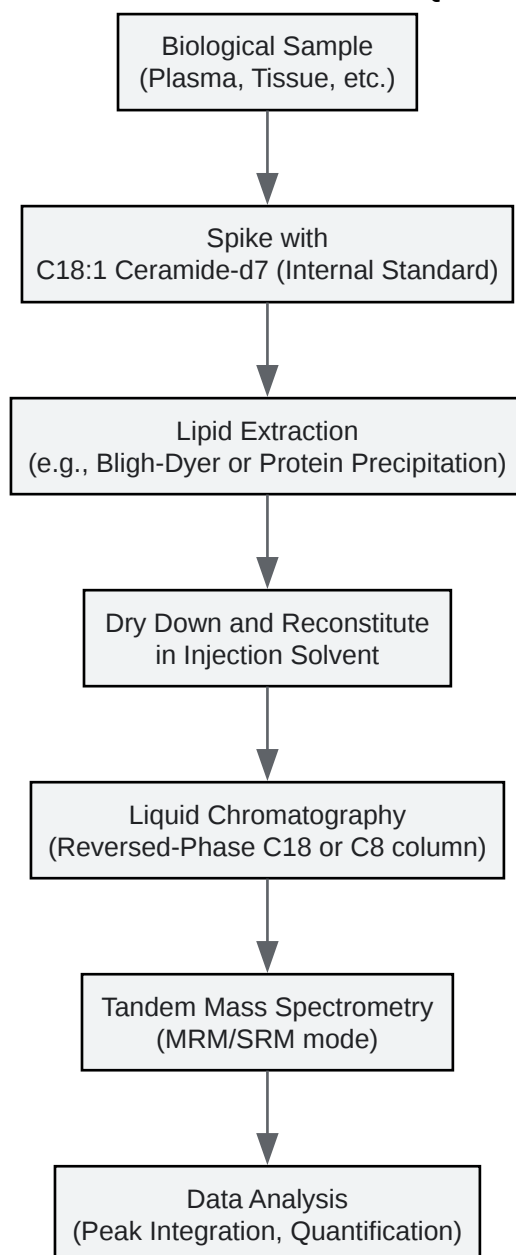 Biological Sample
(Plasma, Tissue, etc.)
Spike with
C18:1 Ceramide-d7 (Internal Standard)
Lipid Extraction
(e.g., Bligh-Dyer or Protein Precipitation)
Dry Down and Reconstitute
in Injection Solvent
Liquid Chromatography
(Reversed-Phase C18 or C8 column)
Tandem Mass Spectrometry
(MRM/SRM mode)
Data Analysis
(Peak Integration, Quantification)